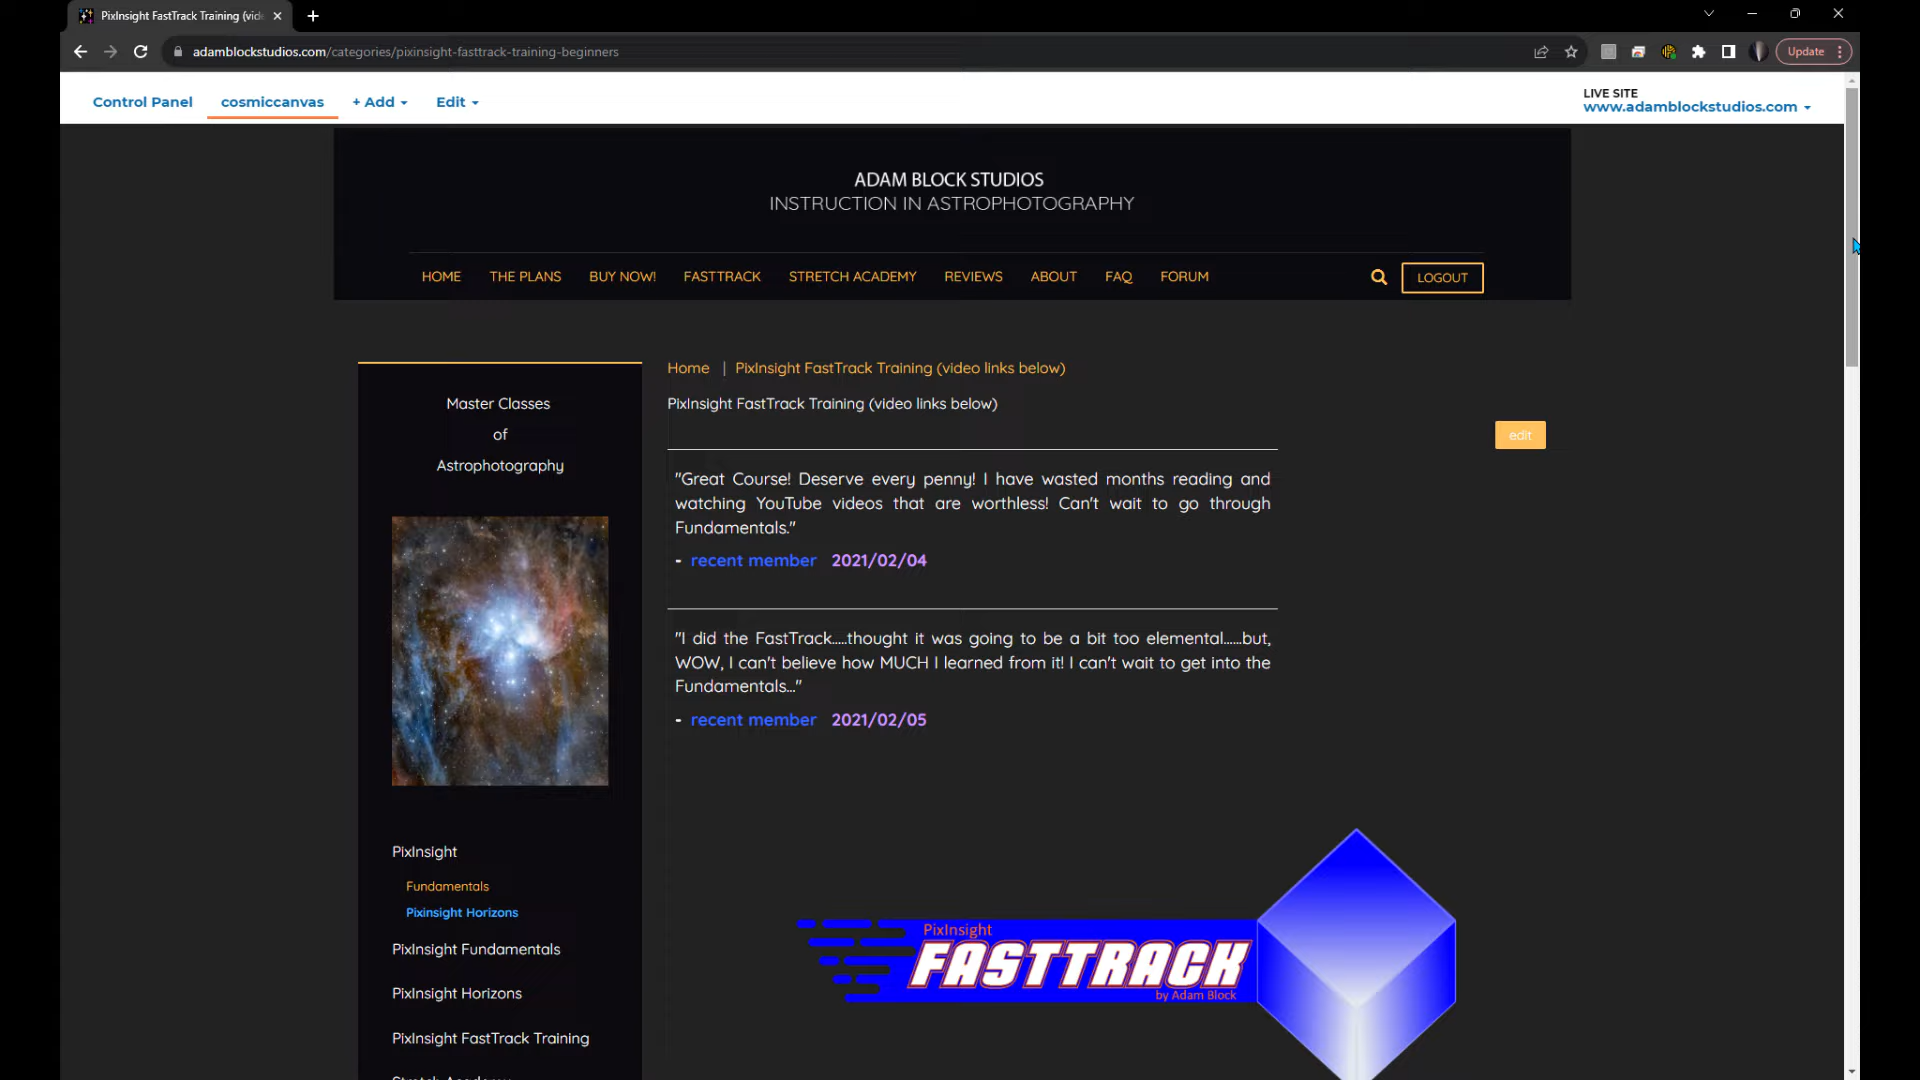 PixInsight FastTrack Training (vid
adamblockstudios.com/categories/pixinsight-fasttrack-training-beginners
Update
Control Panel
cosmiccanvas
+ Add
Edit
LIVE SITE
www.adamblockstudios.com
ADAM BLOCK STUDIOS
INSTRUCTION IN ASTROPHOTOGRAPHY
HOME THE PLANS BUY NOW! FASTTRACK STRETCH ACADEMY REVIEWS ABOUT FAQ FORUM
LOGOUT
Master Classes
of
Astrophotography
PixInsight
Fundamentals
Pixinsight Horizons
PixInsight Fundamentals
PixInsight Horizons
PixInsight FastTrack Training
Stretch Academy
Home | PixInsight FastTrack Training (video links below)
PixInsight FastTrack Training (video links below)
edit
"Great Course! Deserve every penny! I have wasted months reading and
watching YouTube videos that are worthless! Can't wait to go through
Fundamentals."
- recent member 2021/02/04
"I did the FastTrack.....thought it was going to be a bit too elemental......but,
WOW, I can't believe how MUCH I learned from it! I can't wait to get into the
Fundamentals..."
- recent member 2021/02/05
PixInsight
FASTTRACK
by Adam Block